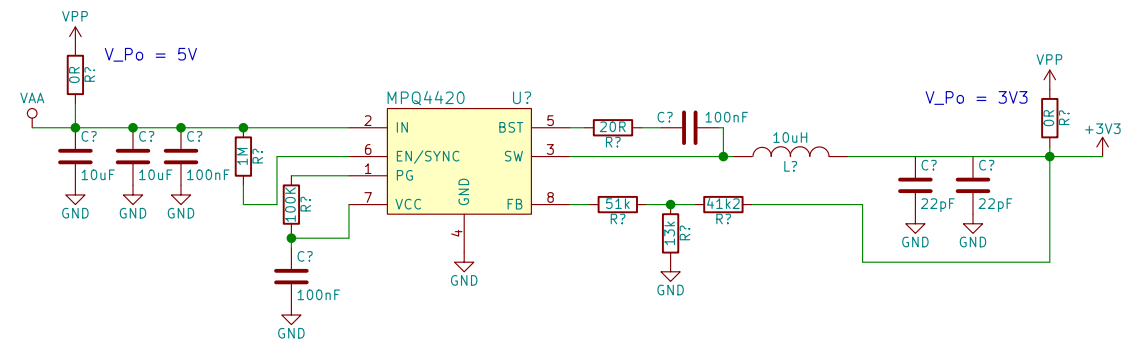 VPP
V_Po = 5V
0R
R?
VAA
MPQ4420
U?
2
IN
6
EN/SYNC
1
PG
7
VCC
GND
4
GND
BST
5
SW
3
FB
8
C?
10uF
GND
C?
10uF
GND
C?
100nF
GND
1M
R?
100K
R?
C?
100nF
GND
20R
R?
C?
100nF
10uH
L?
51k
R?
41k2
R?
13k
R?
GND
VPP
V_Po = 3V3
0R
R?
+3V3
C?
22pF
GND
C?
22pF
GND